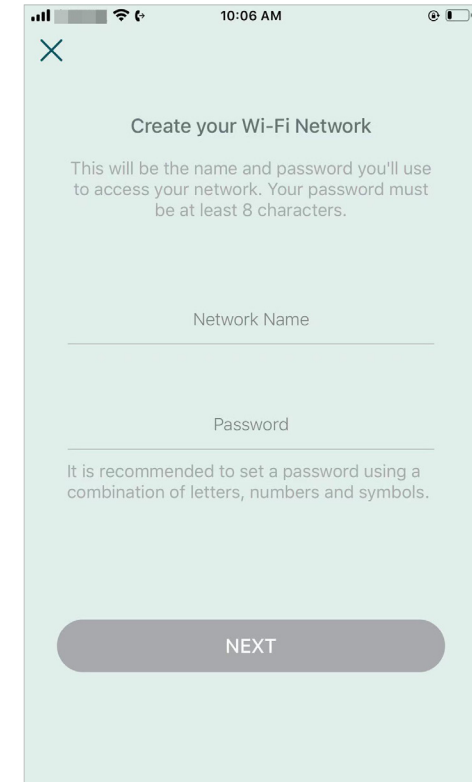 10:06 AM
Create your Wi-Fi Network
This will be the name and password you'll use
to access your network. Your password must
be at least 8 characters.
Network Name
Password
It is recommended to set a password using a
combination of letters, numbers and symbols.
NEXT